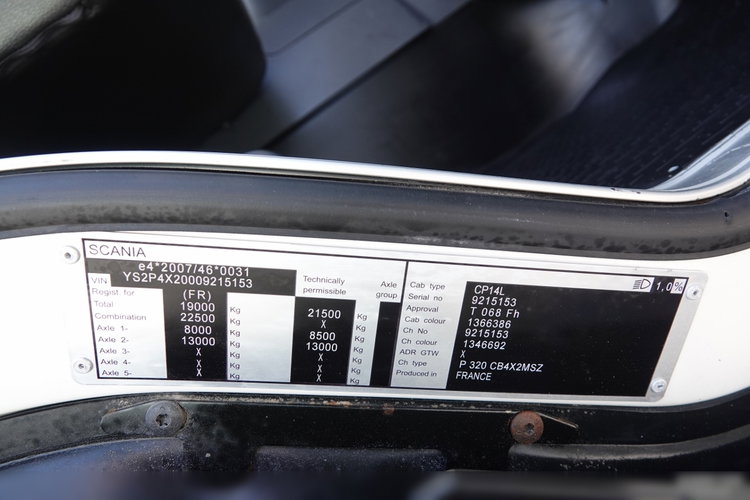 SCANIA
e4*2007/46*0031
VIN YS2P4X20009215153
Regist. for (FR)
Technically permissible
Axle group
Total 19000 Kg 21500 Kg
Combination 22500 Kg X Kg
Axle 1- 8000 Kg 8500 Kg
Axle 2- 13000 Kg 13000 Kg
Axle 3- X Kg X Kg
Axle 4- X Kg X Kg
Axle 5- X Kg X Kg
Cab type CP14L
Serial no 9215153
Approval T 068 Fh
Cab colour 1366386
Ch No 9215153
Ch colour 1346692
ADR GTW X
Ch type P 320 CB4X2MSZ
Produced in FRANCE
1,0%